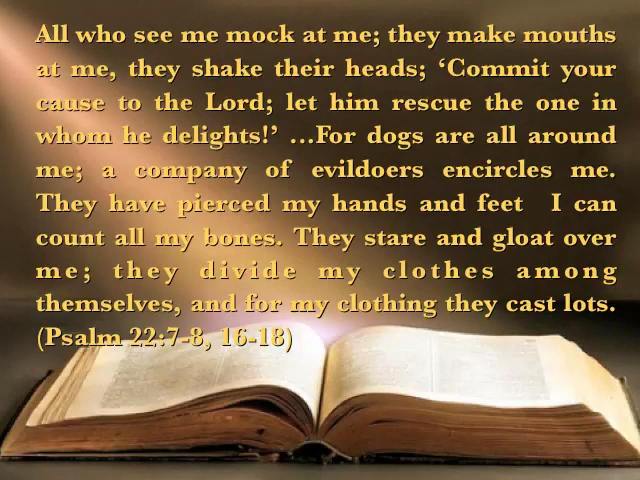 All who see me mock at me; they make mouths
at me, they shake their heads; ‘Commit your
cause to the Lord; let him rescue the one in
whom he delights!’ ...For dogs are all around
me; a company of evildoers encircles me.
They have pierced my hands and feet I can
count all my bones. They stare and gloat over
me; they divide my clothes among
themselves, and for my clothing they cast lots.
(Psalm 22:7-8, 16-18)